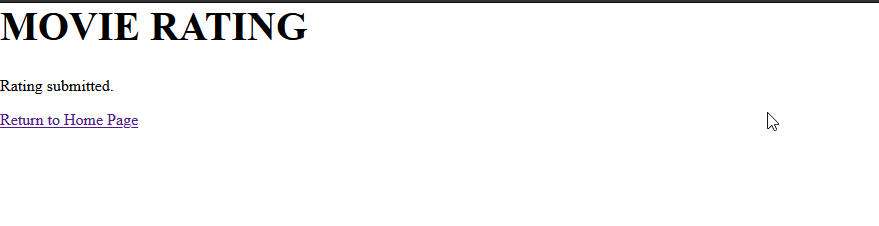 MOVIE RATING
Rating submitted.
Return to Home Page